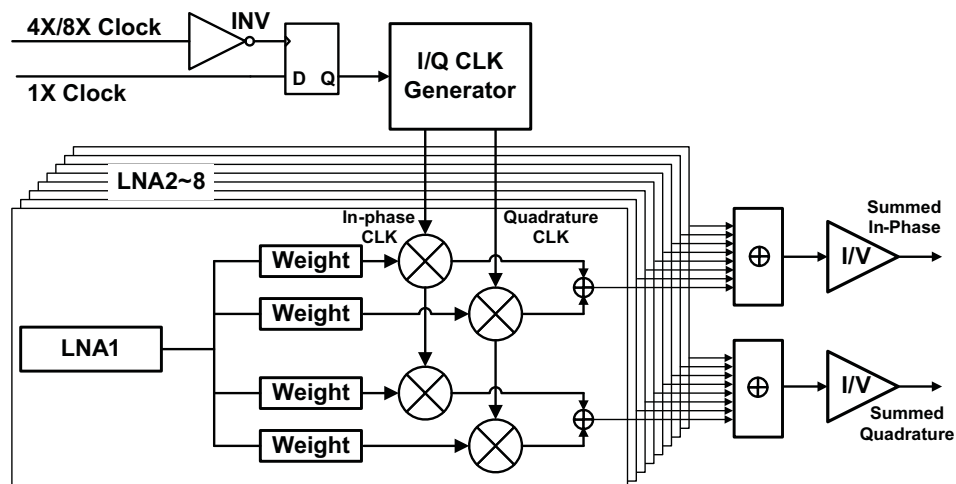 4X/8X Clock
INV
1X Clock
D Q
I/Q CLK
Generator
LNA2~8
In-phase
CLK
Quadrature
CLK
Weight
Weight
LNA1
Weight
Weight
I/V
Summed
In-Phase
I/V
Summed
Quadrature